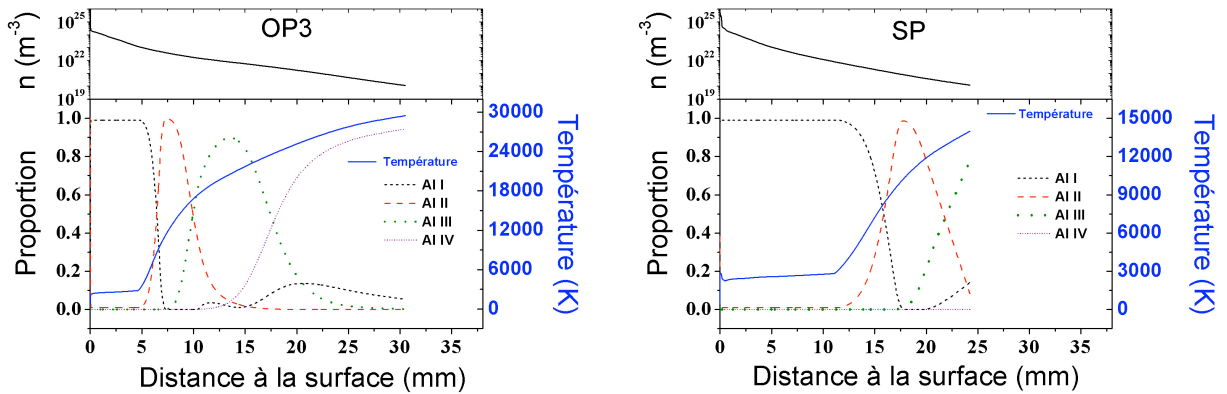 OP3
n (m-3)
10^25
10^22
10^19
Proportion
1.0
0.8
0.6
0.4
0.2
0.0
Température (K)
30000
24000
18000
12000
6000
0
Température
Al I
Al II
Al III
Al IV
0 5 10 15 20 25 30 35
Distance à la surface (mm)
SP
n (m-3)
10^25
10^22
10^19
Proportion
1.0
0.8
0.6
0.4
0.2
0.0
Température (K)
15000
12000
9000
6000
3000
0
Température
Al I
Al II
Al III
Al IV
0 5 10 15 20 25 30 35
Distance à la surface (mm)